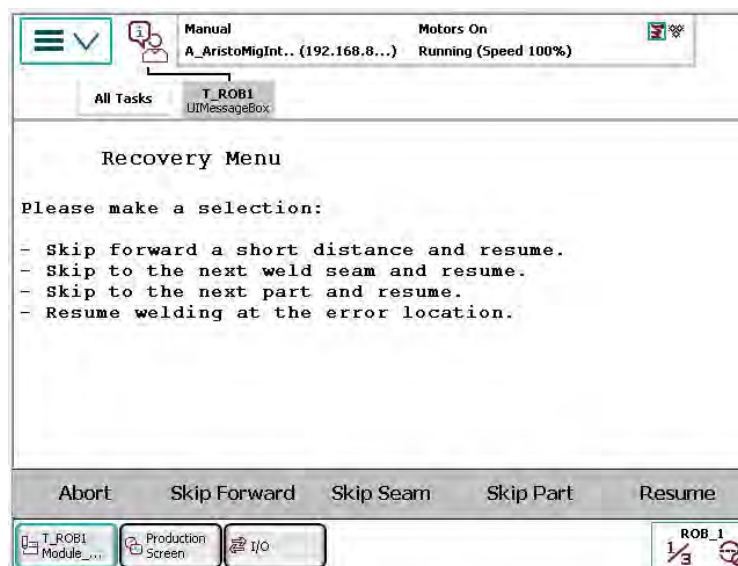 Manual
Motors On
A_AristoMigInt.. (192.168.8...)
Running (Speed 100%)
All Tasks
T_ROB1
UIMessageBox
Recovery Menu
Please make a selection:
- Skip forward a short distance and resume.
- Skip to the next weld seam and resume.
- Skip to the next part and resume.
- Resume welding at the error location.
Abort
Skip Forward
Skip Seam
Skip Part
Resume
T_ROB1
Module_...
Production
Screen
I/O
ROB_1
1/3